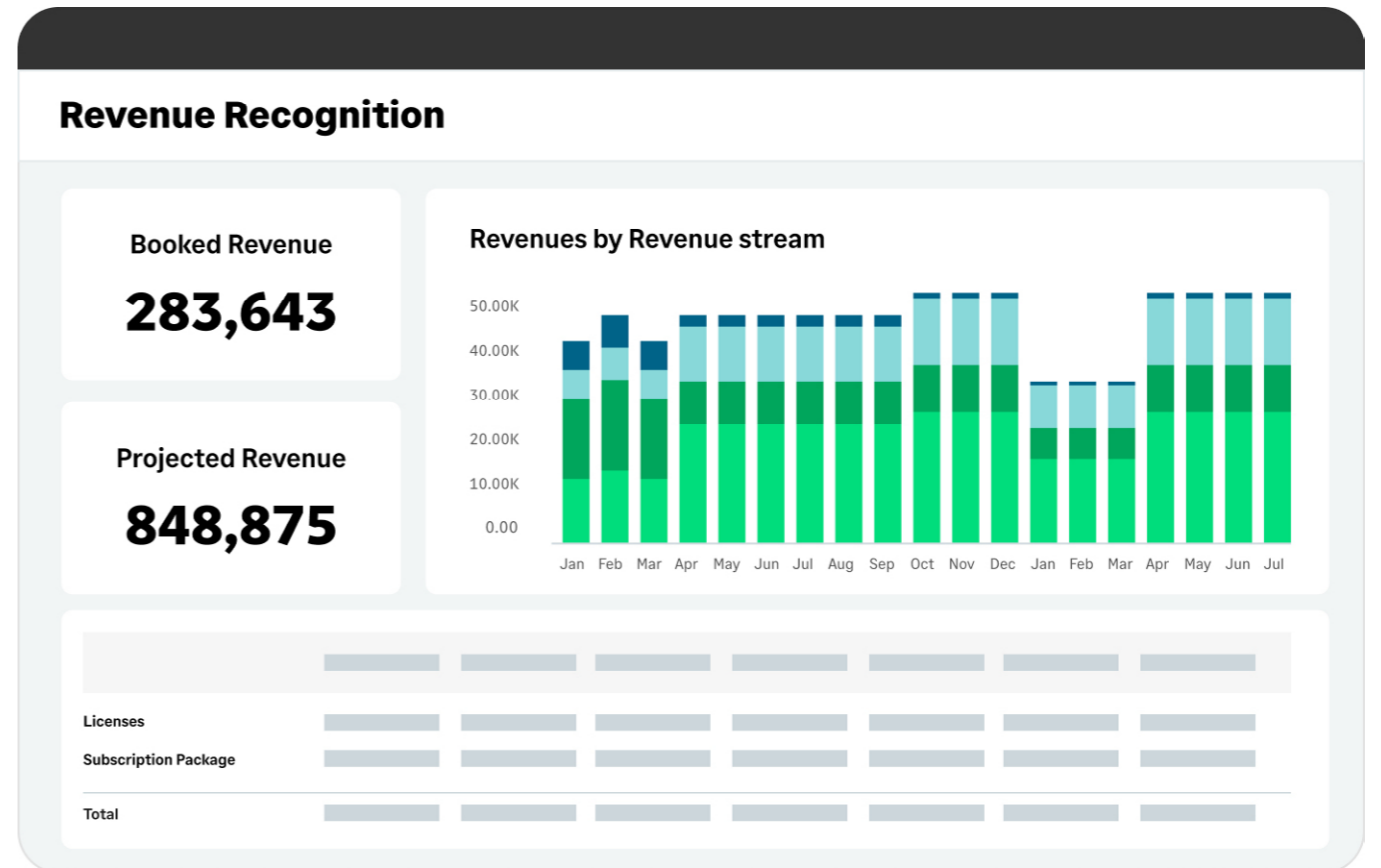 Revenue Recognition
Booked Revenue
283,643
Projected Revenue
848,875
Revenues by Revenue stream
50.00K
40.00K
30.00K
20.00K
10.00K
0.00
Jan Feb Mar Apr May Jun Jul Aug Sep Oct Nov Dec Jan Feb Mar Apr May Jun Jul
Licenses
Subscription Package
Total